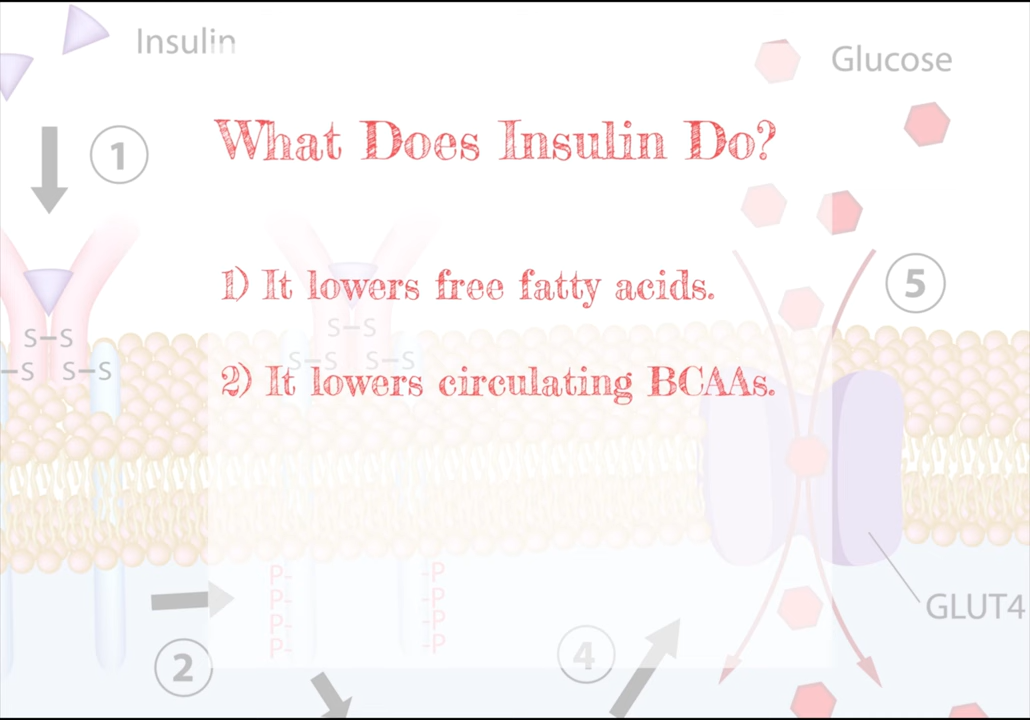 Insulin
Glucose
1
What Does Insulin Do?
5
1) It lowers free fatty acids.
S–S
S–S
–S S–S
S–S S–S
2) It lowers circulating BCAAs.
P- -P
P- -P
P- -P
P- -P
GLUT4
2
4